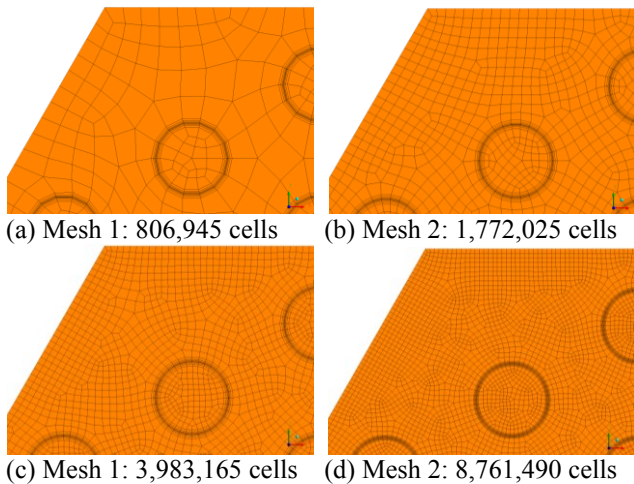 (a) Mesh 1: 806,945 cells
(b) Mesh 2: 1,772,025 cells
(c) Mesh 1: 3,983,165 cells
(d) Mesh 2: 8,761,490 cells